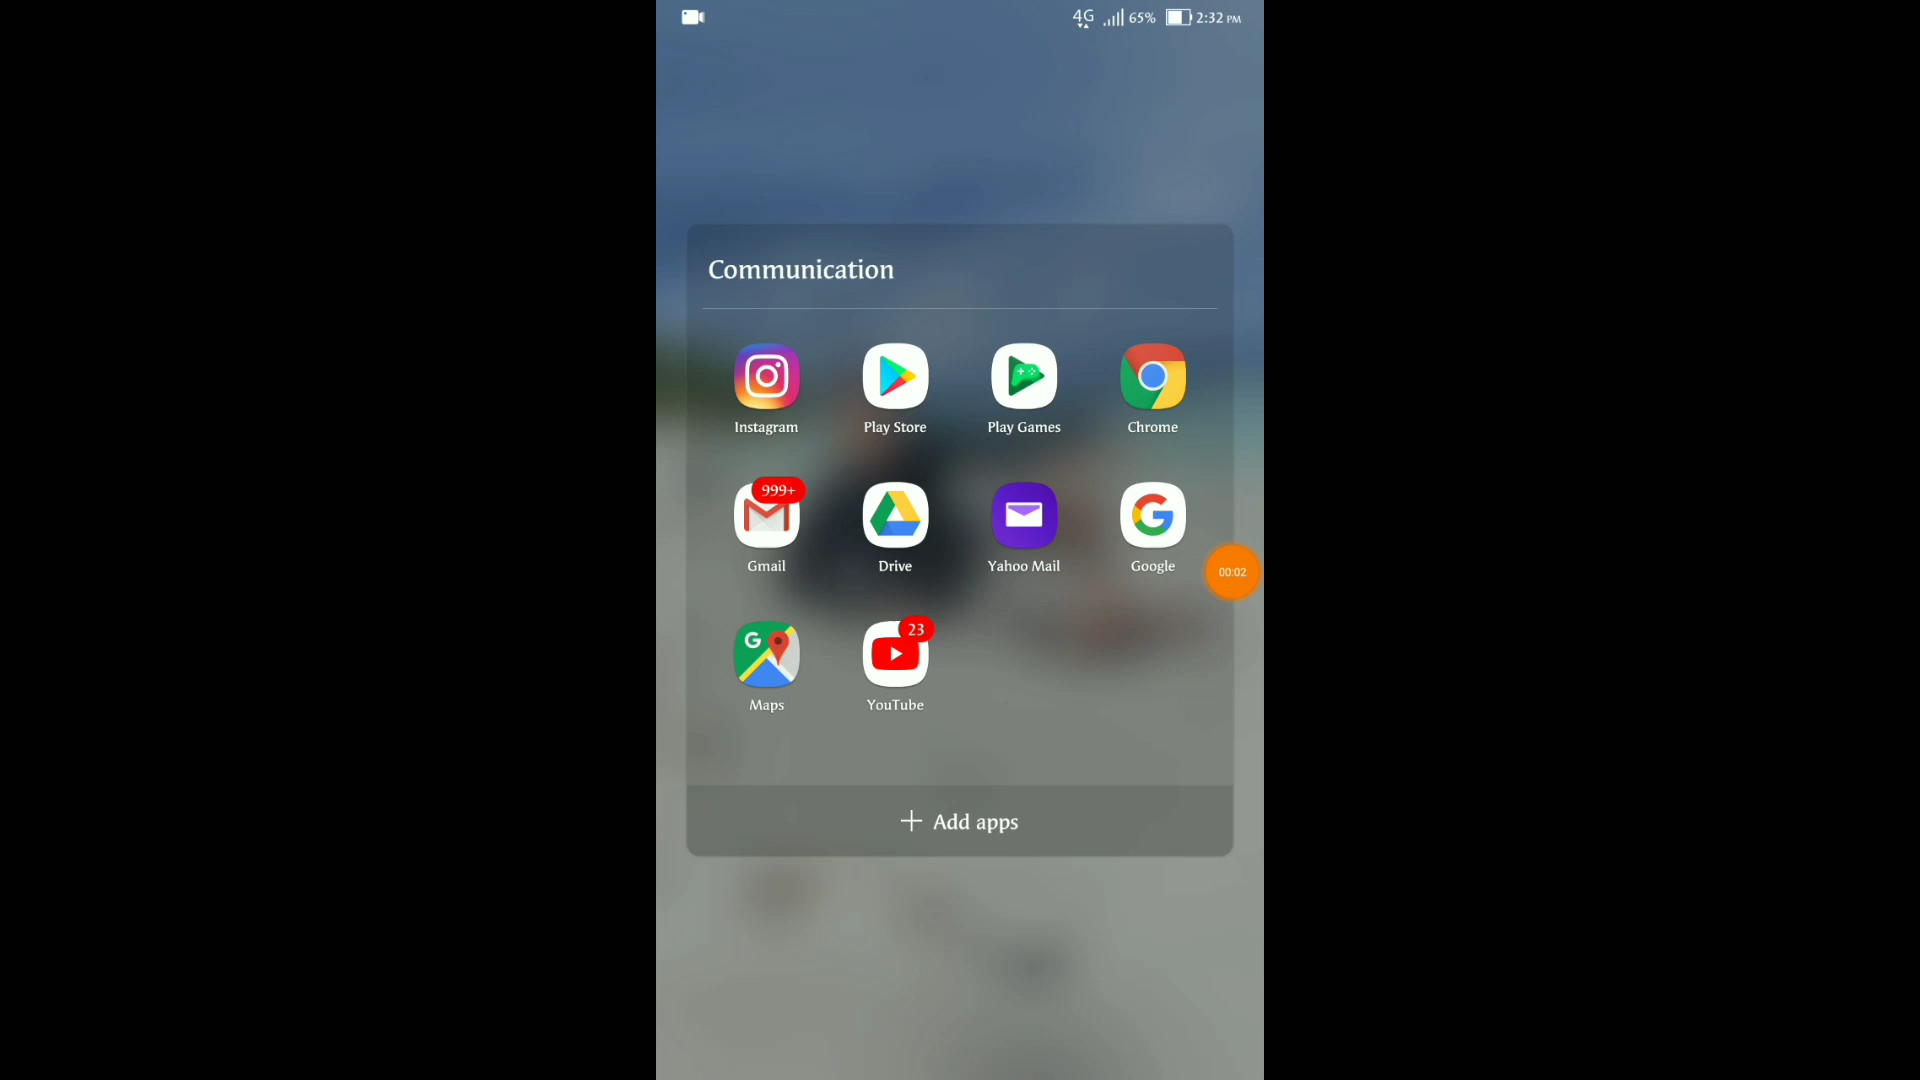 4G 65% 2:32 PM
Communication
Instagram Play Store Play Games Chrome
999+
Gmail Drive Yahoo Mail Google
00:02
23
Maps YouTube
+ Add apps